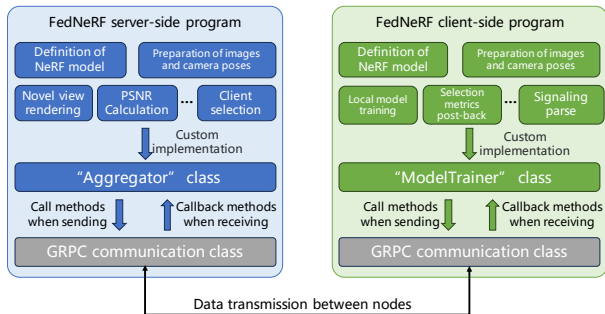 FedNeRF server-side program
Definition of
NeRF model
Preparation of images
and camera poses
Novel view
rendering
PSNR
Calculation
...
Client
selection
Custom
implementation
"Aggregator" class
Call methods
when sending
Callback methods
when receiving
GRPC communication class
FedNeRF client-side program
Definition of
NeRF model
Preparation of images
and camera poses
Local model
training
Selection
metrics
post-back
...
Signaling
parse
Custom
implementation
"ModelTrainer" class
Call methods
when sending
Callback methods
when receiving
GRPC communication class
Data transmission between nodes